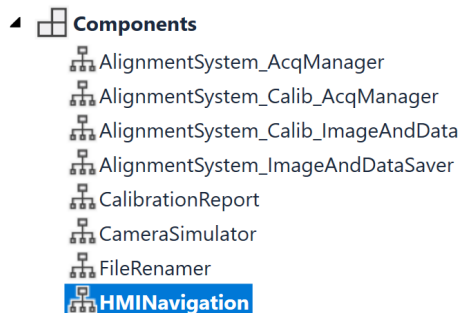 Components
AlignmentSystem_AcqManager
AlignmentSystem_Calib_AcqManager
AlignmentSystem_Calib_ImageAndData
AlignmentSystem_ImageAndDataSaver
CalibrationReport
CameraSimulator
FileRenamer
HMINavigation